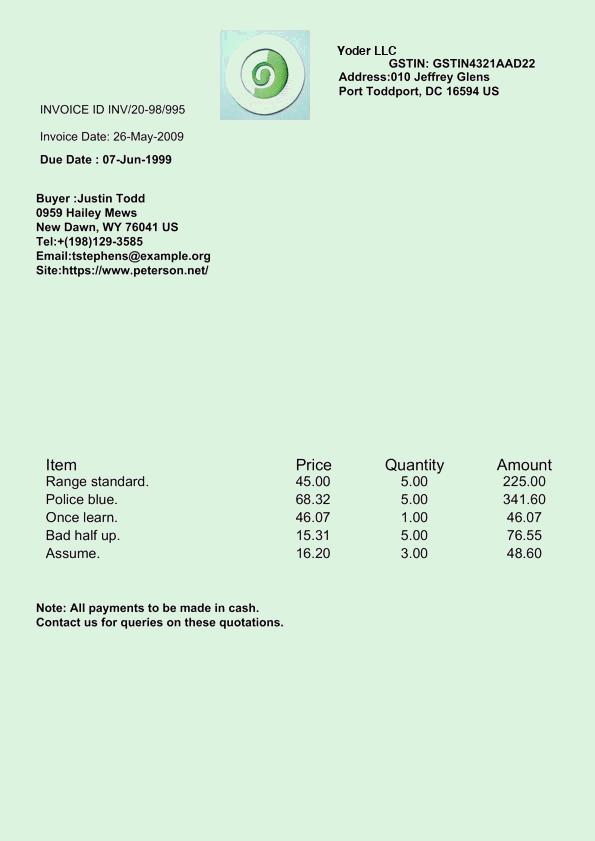 Yoder LLC
GSTIN: GSTIN4321AAD22
Address:010 Jeffrey Glens
Port Toddport, DC 16594 US
INVOICE ID INV/20-98/995
Invoice Date: 26-May-2009
Due Date : 07-Jun-1999
Buyer :Justin Todd
0959 Hailey Mews
New Dawn, WY 76041 US
Tel:+(198)129-3585
Email:tstephens@example.org
Site:https://www.peterson.net/
Item Price Quantity Amount
Range standard. 45.00 5.00 225.00
Police blue. 68.32 5.00 341.60
Once learn. 46.07 1.00 46.07
Bad half up. 15.31 5.00 76.55
Assume. 16.20 3.00 48.60
Note: All payments to be made in cash.
Contact us for queries on these quotations.